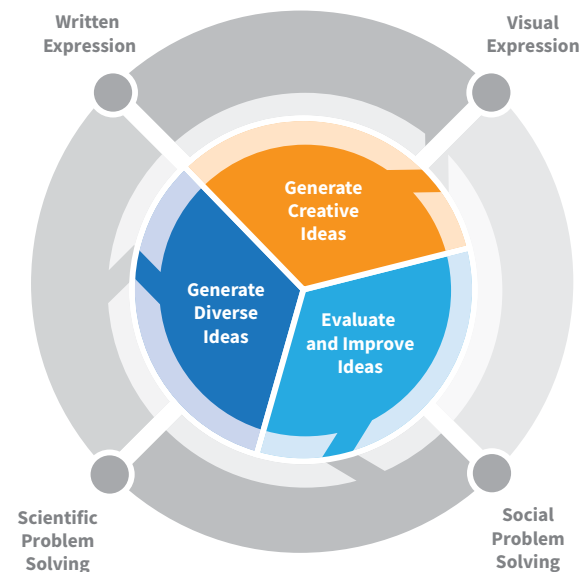 Written
Expression
Visual
Expression
Generate
Creative
Ideas
Generate
Diverse
Ideas
Evaluate
and Improve
Ideas
Scientific
Problem
Solving
Social
Problem
Solving